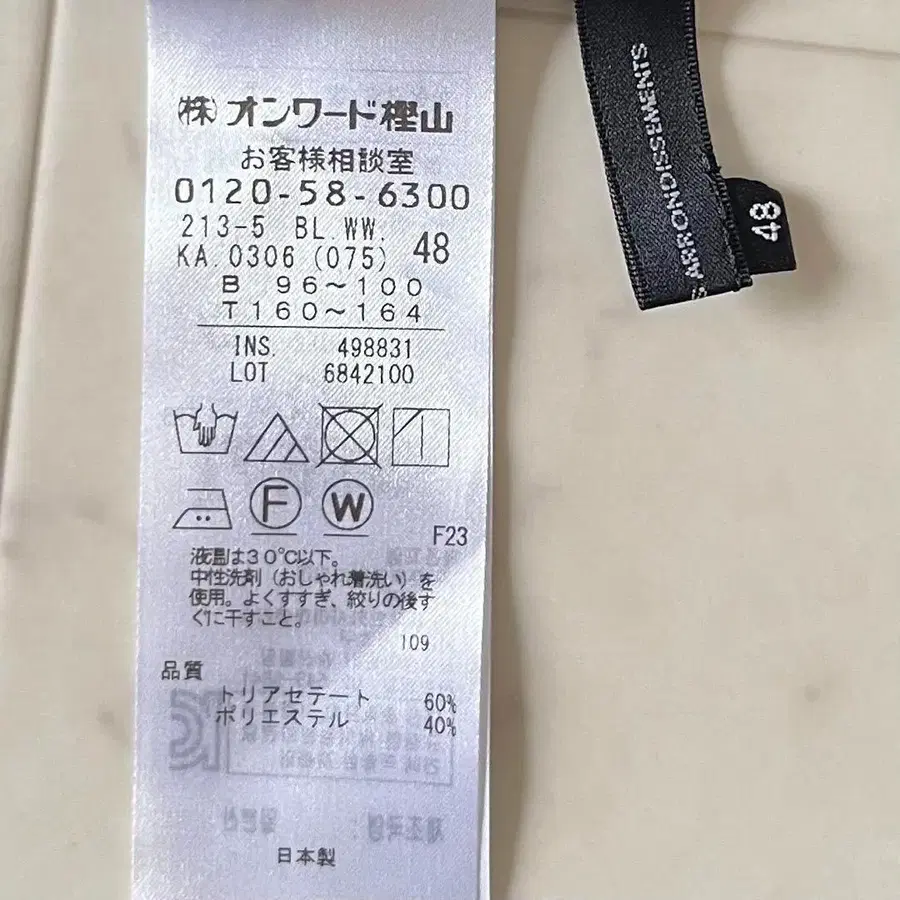 (株)オンワード樫山
お客様相談室
0120-58-6300
213-5 BL.WW.
KA.0306 (075) 48
B 96～100
T160～164
INS. 498831
LOT 6842100
F W
F23
液温は30℃以下。
中性洗剤（おしゃれ着洗い）を
使用。よくすすぎ、絞りの後す
ぐに干すこと。
109
品質
トリアセテート 60%
ポリエステル 40%
日本製
S ARRONDISSEMENTS
48